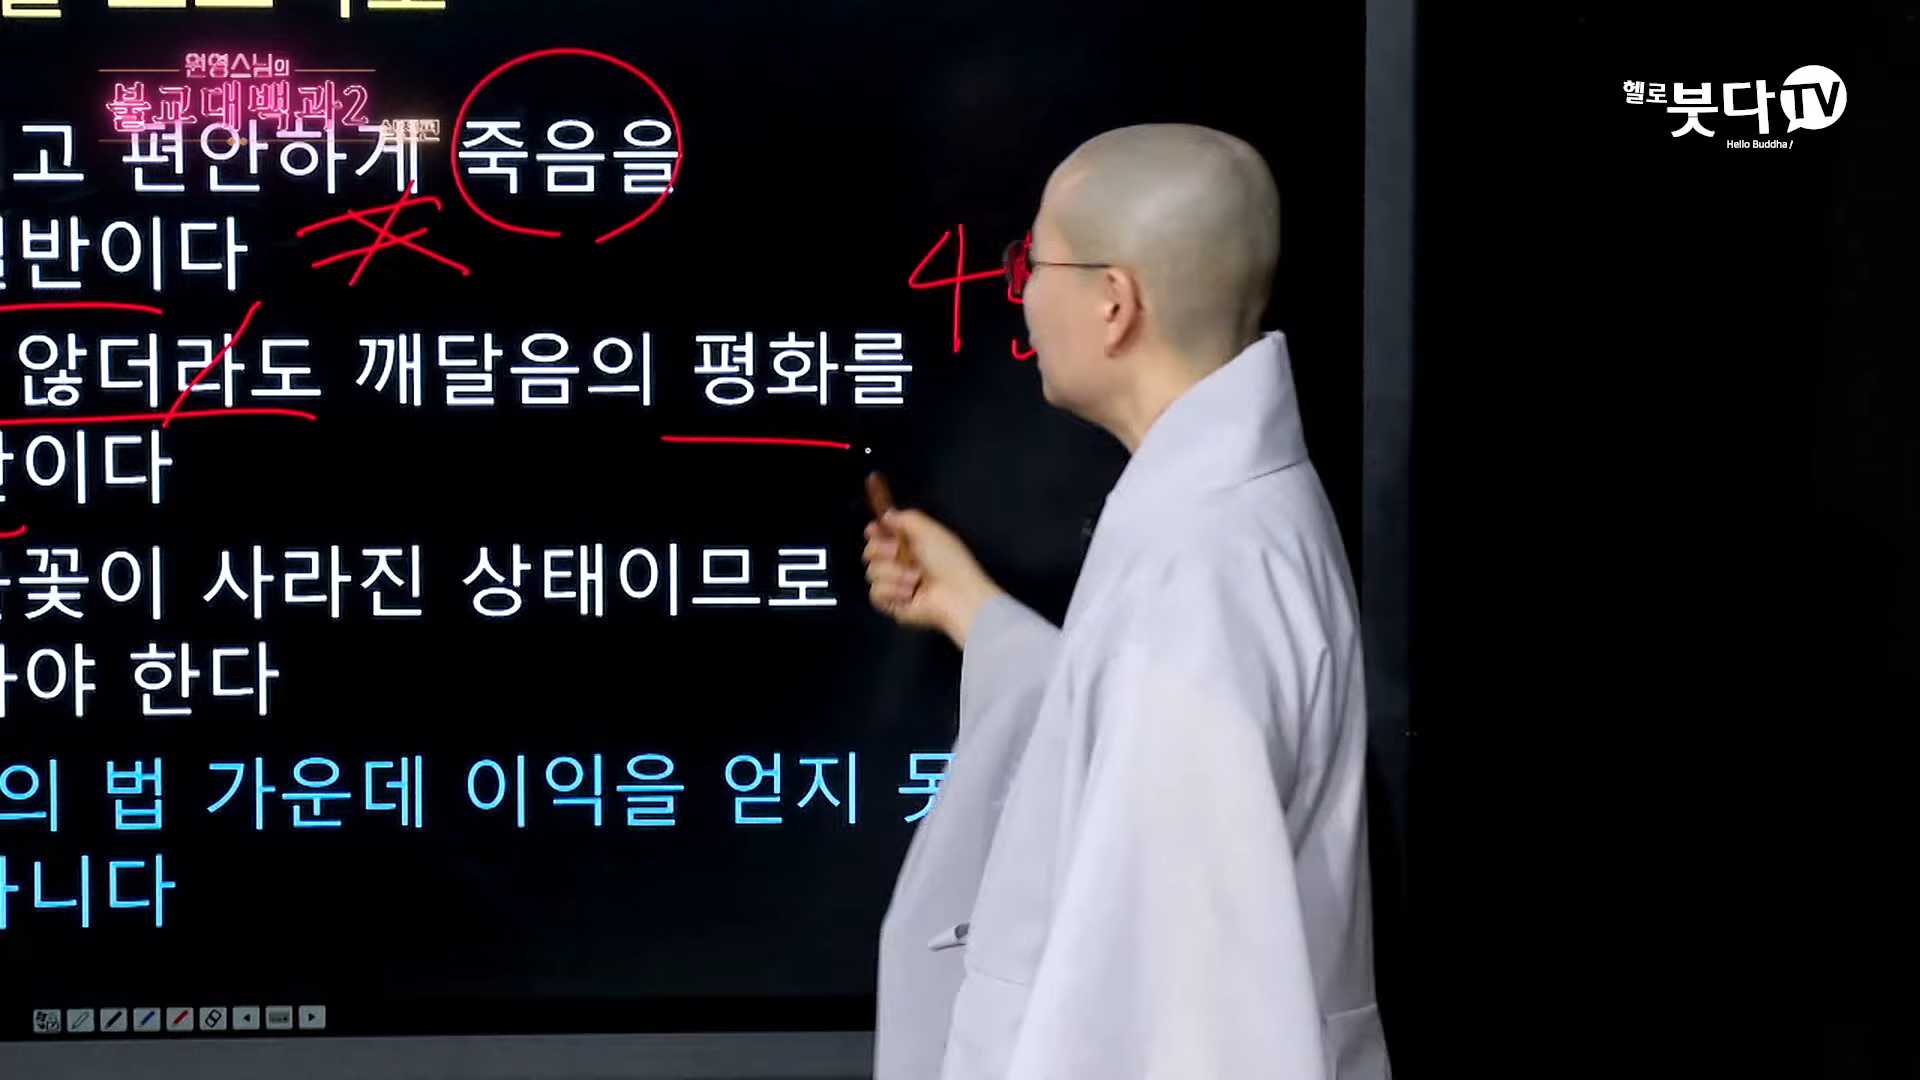 원영스님의
불교대백과2
헬로붓다TV
Hello Buddha!
고 편안하게 죽음을
반이다
4
않더라도 깨달음의 평화를
이다
꽃이 사라진 상태이므로
야 한다
의 법 가운데 이익을 얻지
니다